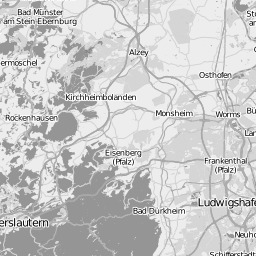 Bad Münster
am Stein Ebernburg
Alzey
ermoschel
Osthofen
Kirchheimbolanden
Monsheim
Worms
Bü
Rockenhausen
Eisenberg
(Pfalz)
Frankenthal
(Pfalz)
Bad Dürkheim
Ludwigshafe
erslautern
Neuho
Schifferstadt